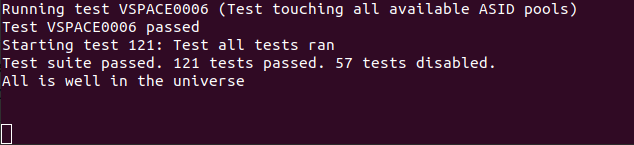 Running test VSPACE0006 (Test touching all available ASID pools)
Test VSPACE0006 passed
Starting test 121: Test all tests ran
Test suite passed. 121 tests passed. 57 tests disabled.
All is well in the universe